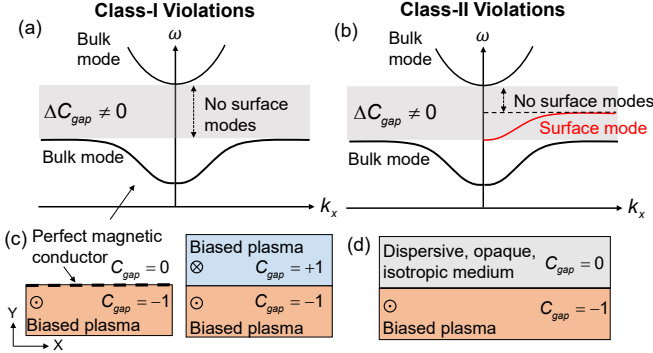 Class-I Violations
Class-II Violations
(a)
Bulk
mode
ω
ΔC_gap ≠ 0
No surface
modes
Bulk mode
k_x
(b)
Bulk
mode
ω
ΔC_gap ≠ 0
No surface modes
Surface mode
Bulk mode
k_x
(c)
Perfect magnetic
conductor
C_gap = 0
C_gap = −1
Biased plasma
Biased plasma
C_gap = +1
C_gap = −1
Biased plasma
Y
X
(d)
Dispersive, opaque,
isotropic medium
C_gap = 0
C_gap = −1
Biased plasma